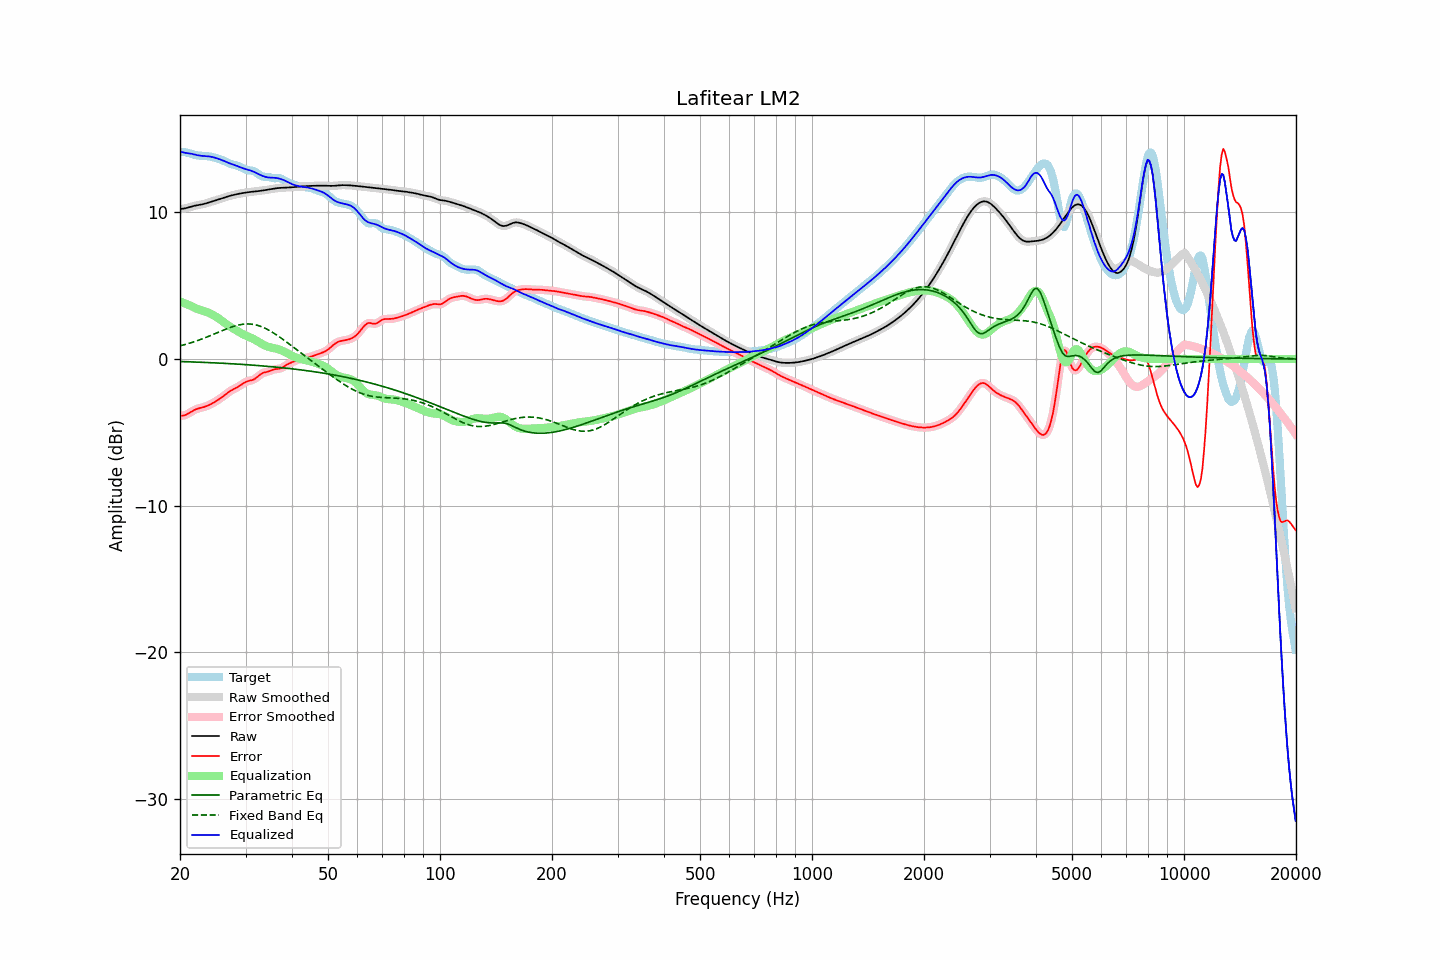 Lafitear LM2
10
0
−10
−20
−30
Amplitude (dBr)
Target
Raw Smoothed
Error Smoothed
Raw
Error
Equalization
Parametric Eq
Fixed Band Eq
Equalized
20
50
100
200
500
1000
2000
5000
10000
20000
Frequency (Hz)